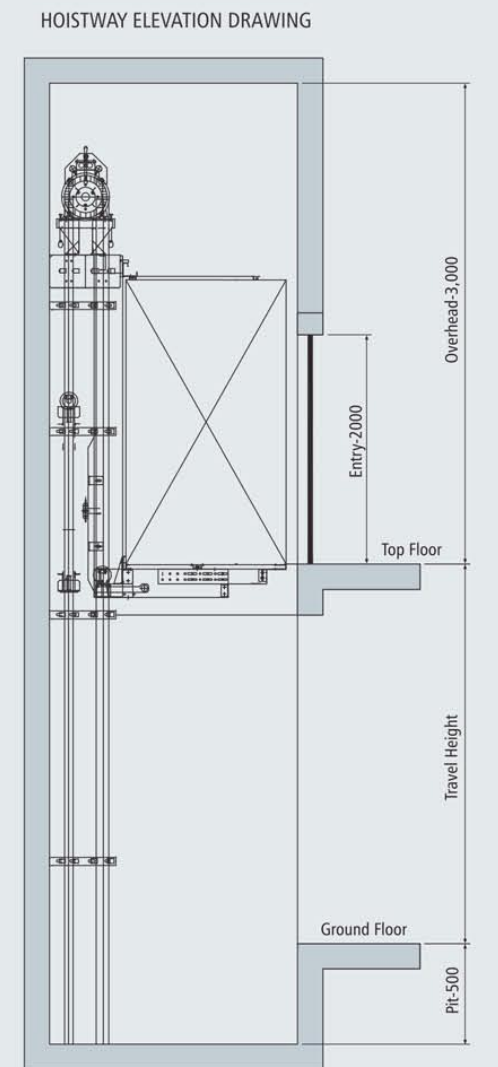 HOISTWAY ELEVATION DRAWING
Overhead-3,000
Entry-2000
Top Floor
Travel Height
Ground Floor
Pit-500